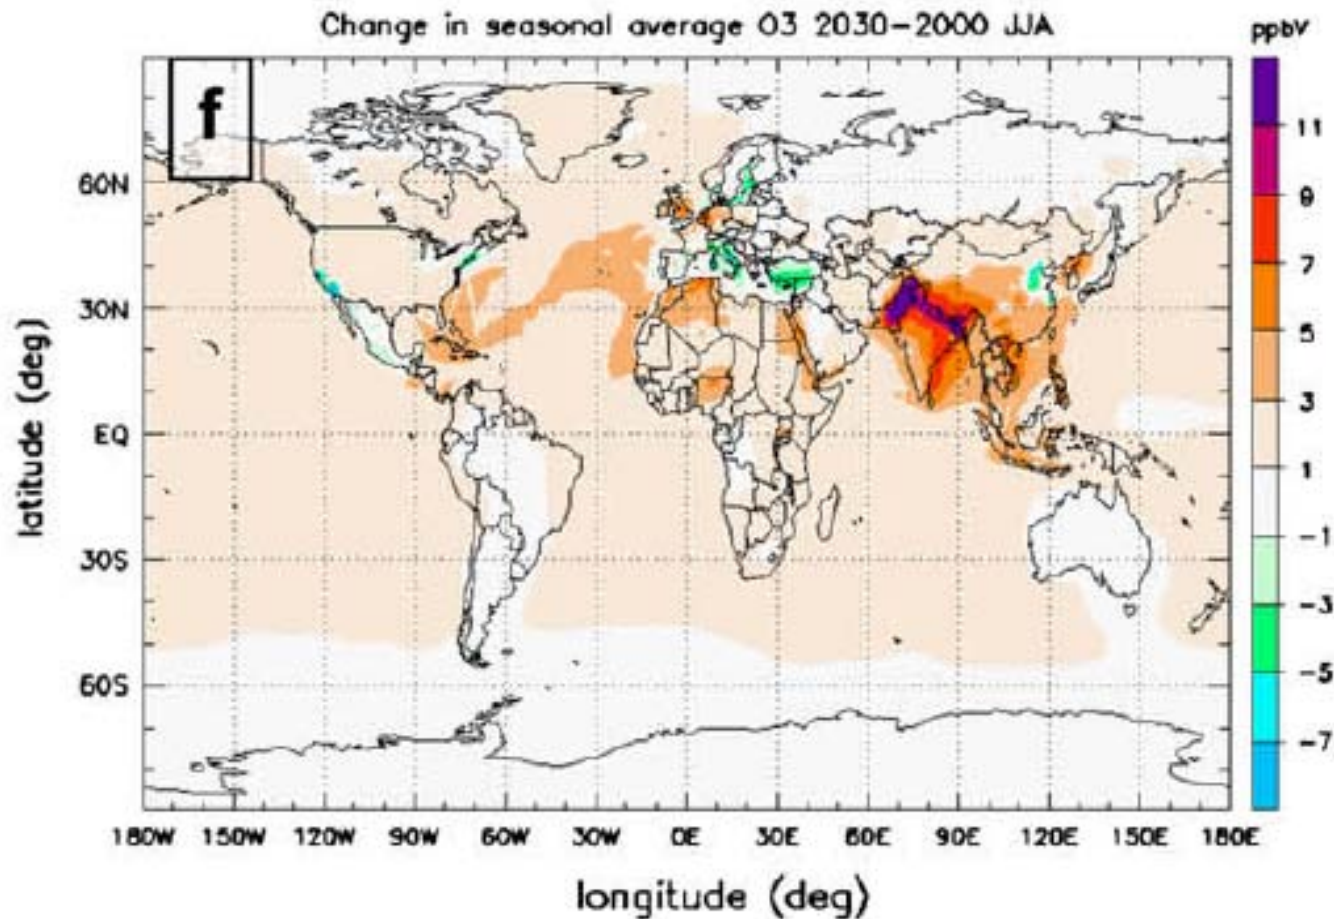 Change in seasonal average O3 2030-2000 JJA
ppbV
f
11
9
7
5
3
1
-1
-3
-5
-7
60N
30N
EQ
30S
60S
latitude (deg)
180W 150W 120W 90W 60W 30W 0E 30E 60E 90E 120E 150E 180E
longitude (deg)